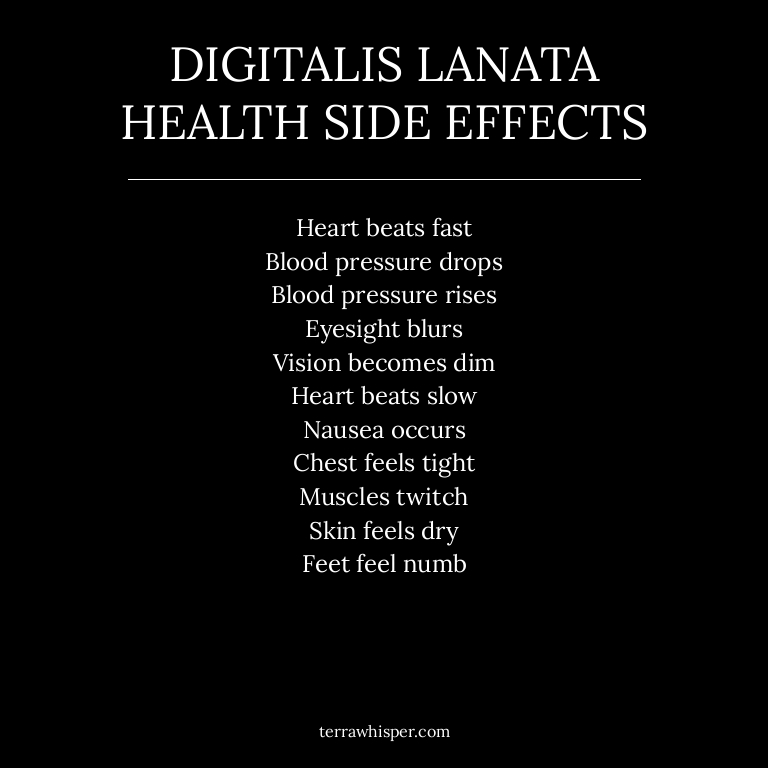 DIGITALIS LANATA
HEALTH SIDE EFFECTS
Heart beats fast
Blood pressure drops
Blood pressure rises
Eyesight blurs
Vision becomes dim
Heart beats slow
Nausea occurs
Chest feels tight
Muscles twitch
Skin feels dry
Feet feel numb
terrawhisper.com